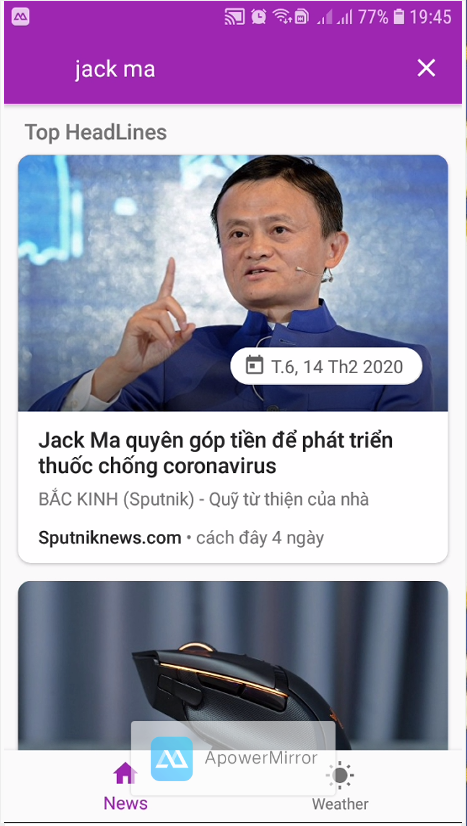 77% 19:45
jack ma
Top HeadLines
T.6, 14 Th2 2020
Jack Ma quyên góp tiền để phát triển
thuốc chống coronavirus
BẮC KINH (Sputnik) - Quỹ từ thiện của nhà
Sputniknews.com • cách đây 4 ngày
ApowerMirror
News
Weather